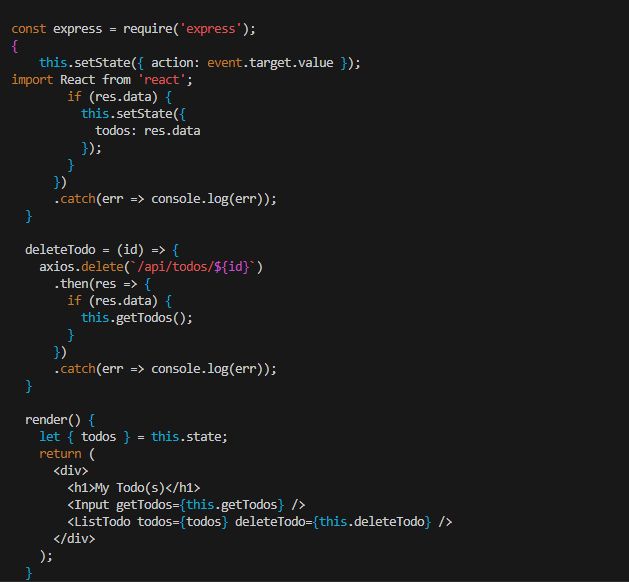 const express = require('express');
{
    this.setState({ action: event.target.value });
import React from 'react';
        if (res.data) {
          this.setState({
            todos: res.data
          });
        }
      })
      .catch(err => console.log(err));
  }

  deleteTodo = (id) => {
    axios.delete(`/api/todos/${id}`)
      .then(res => {
        if (res.data) {
          this.getTodos();
        }
      })
      .catch(err => console.log(err));
  }

  render() {
    let { todos } = this.state;
    return (
      <div>
        <h1>My Todo(s)</h1>
        <Input getTodos={this.getTodos} />
        <ListTodo todos={todos} deleteTodo={this.deleteTodo} />
      </div>
    );
  }